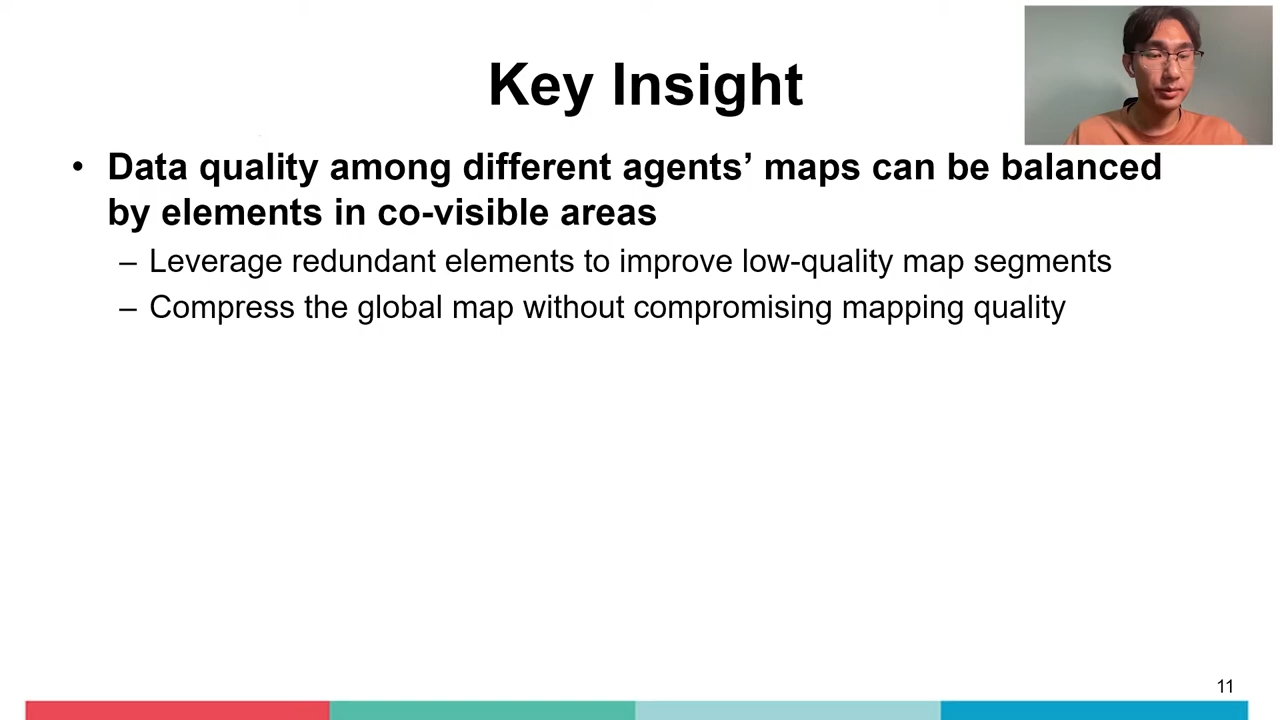 Key Insight
• Data quality among different agents’ maps can be balanced
by elements in co-visible areas
– Leverage redundant elements to improve low-quality map segments
– Compress the global map without compromising mapping quality
11